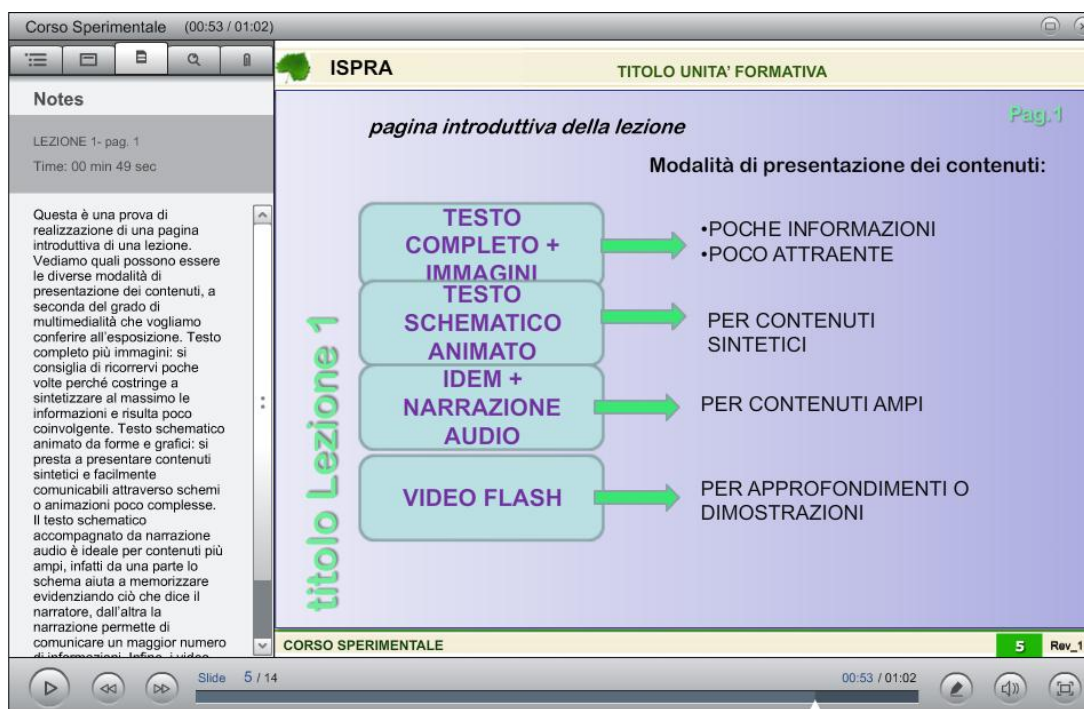 Corso Sperimentale (00:53 / 01:02)
Notes
LEZIONE 1- pag. 1
Time: 00 min 49 sec
Questa è una prova di
realizzazione di una pagina
introduttiva di una lezione.
Vediamo quali possono essere
le diverse modalità di
presentazione dei contenuti, a
seconda del grado di
multimedialità che vogliamo
conferire all'esposizione. Testo
completo più immagini: si
consiglia di ricorrervi poche
volte perché costringe a
sintetizzare al massimo le
informazioni e risulta poco
coinvolgente. Testo schematico
animato da forme e grafici: si
presta a presentare contenuti
sintetici e facilmente
comunicabili attraverso schemi
o animazioni poco complesse.
Il testo schematico
accompagnato da narrazione
audio è ideale per contenuti più
ampi, infatti da una parte lo
schema aiuta a memorizzare
evidenziando ciò che dice il
narratore, dall'altra la
narrazione permette di
comunicare un maggior numero
di informazioni. Infine, i video
ISPRA
TITOLO UNITA' FORMATIVA
Pag.1
pagina introduttiva della lezione
Modalità di presentazione dei contenuti:
titolo Lezione 1
TESTO
COMPLETO +
IMMAGINI
•POCHE INFORMAZIONI
•POCO ATTRAENTE
TESTO
SCHEMATICO
ANIMATO
PER CONTENUTI
SINTETICI
IDEM +
NARRAZIONE
AUDIO
PER CONTENUTI AMPI
VIDEO FLASH
PER APPROFONDIMENTI O
DIMOSTRAZIONI
CORSO SPERIMENTALE
5
Rev_1
Slide 5 / 14
00:53 / 01:02